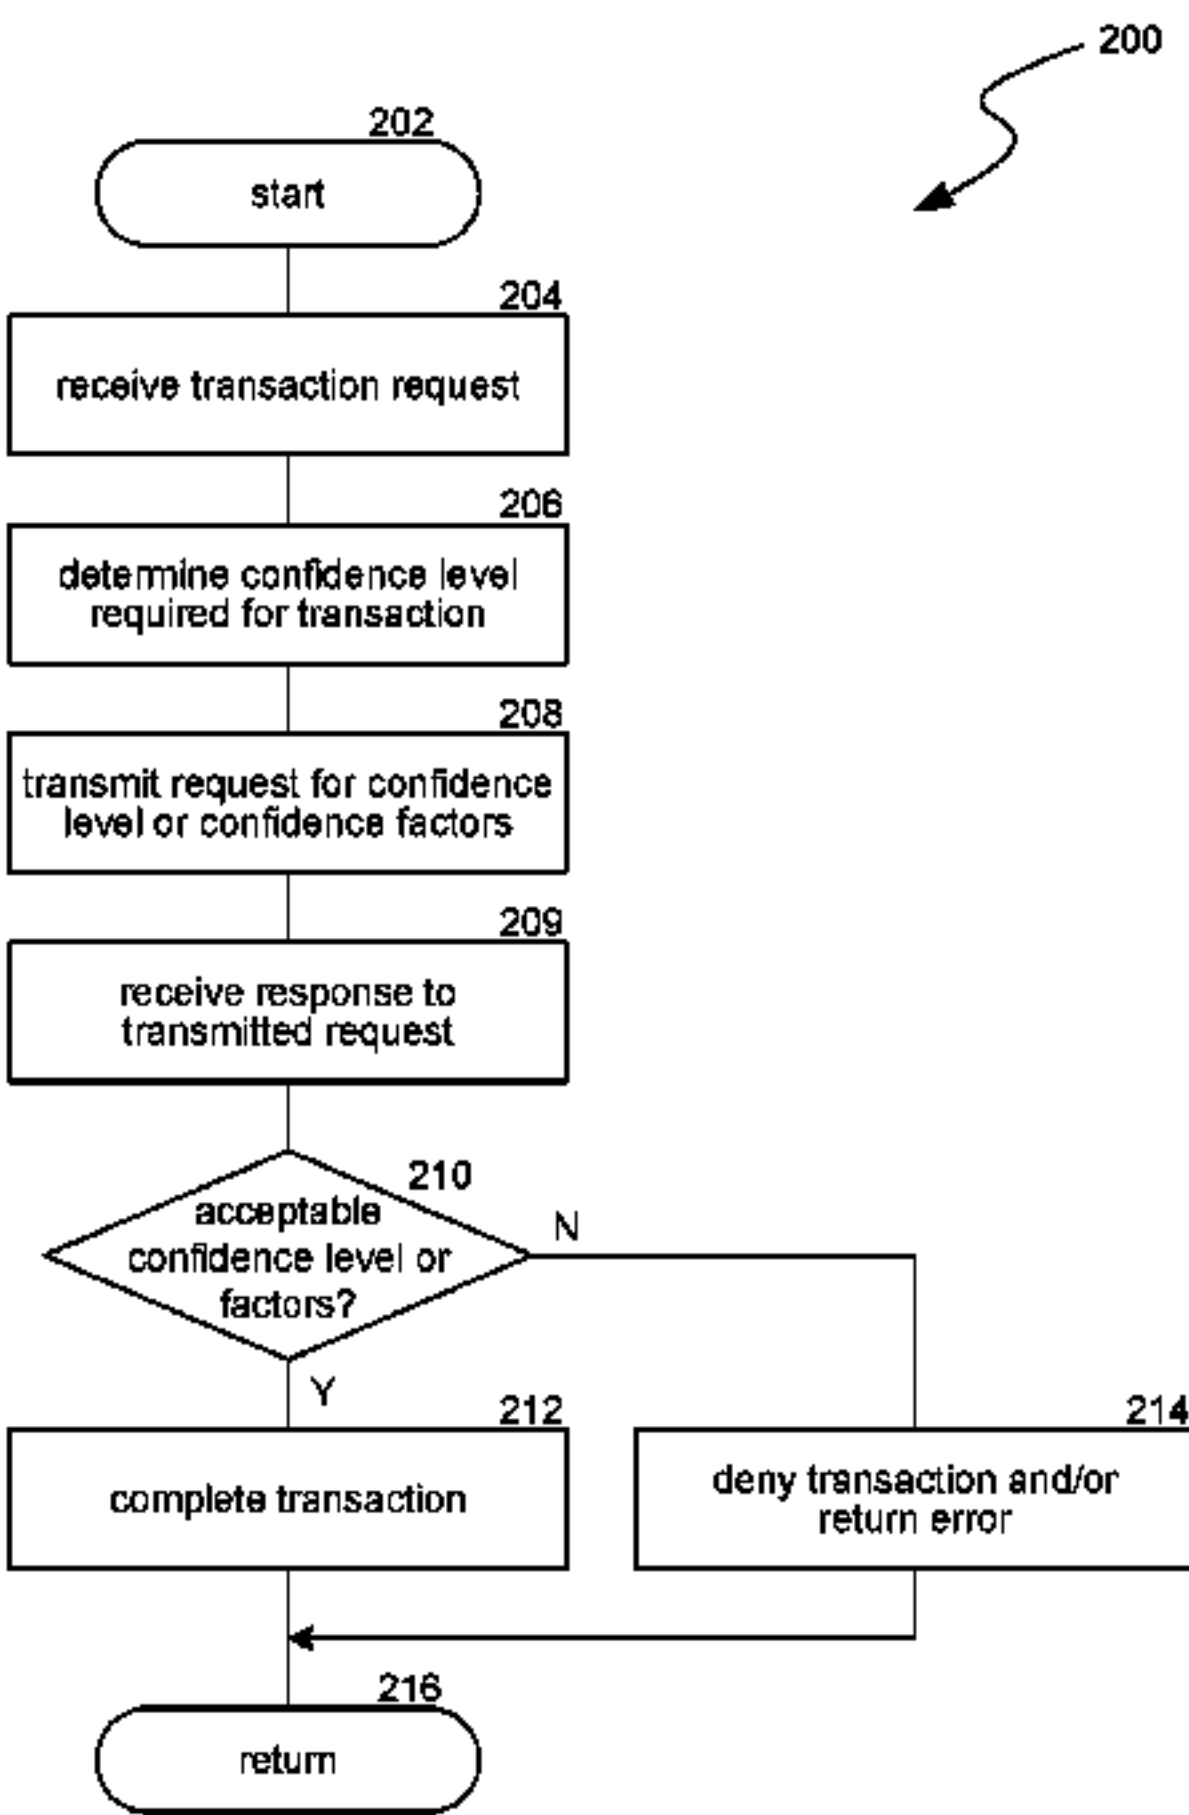 200
202
start
204
receive transaction request
206
determine confidence level
required for transaction
208
transmit request for confidence
level or confidence factors
209
receive response to
transmitted request
210
acceptable
confidence level or
factors?
N
Y
212
complete transaction
214
deny transaction and/or
return error
216
return